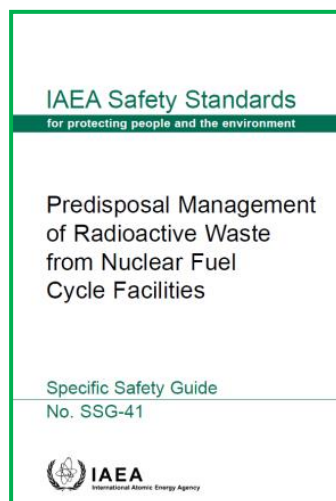 IAEA Safety Standards
for protecting people and the environment
Predisposal Management
of Radioactive Waste
from Nuclear Fuel
Cycle Facilities
Specific Safety Guide
No. SSG-41
IAEA
International Atomic Energy Agency